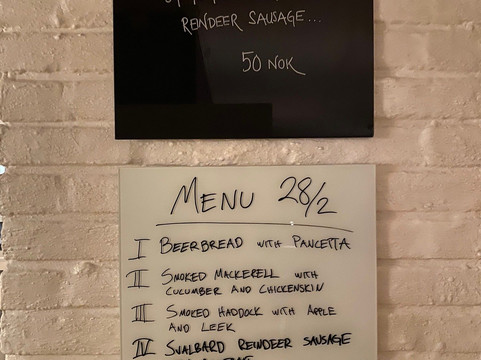 REINDEER SAUSAGE...
50 NOK
MENU 28/2
I BEERBREAD WITH PANCETTA
II SMOKED MACKERELL WITH
CUCUMBER AND CHICKENSKIN
III SMOKED HADDOCK WITH APPLE
AND LEEK
IV SVALBARD REINDEER SAUSAGE